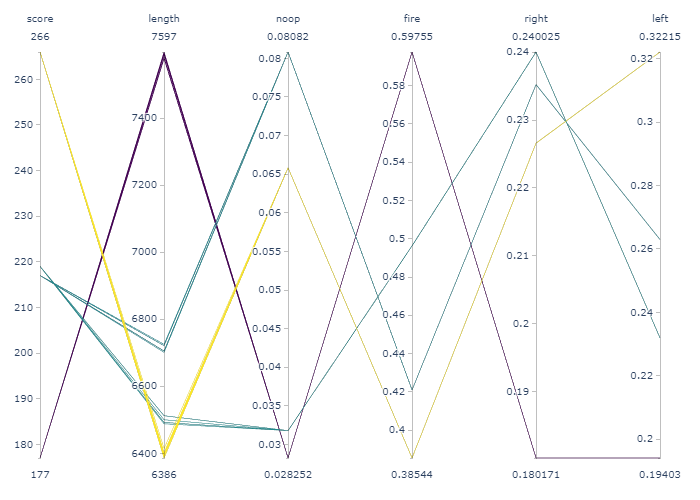 score length noop fire right left
266 7597 0.08082 0.59755 0.240025 0.32215
260 250 240 230 220 210 200 190 180
7400 7200 7000 6800 6600 6400
0.08 0.075 0.07 0.065 0.06 0.055 0.05 0.045 0.04 0.035 0.03
0.58 0.56 0.54 0.52 0.5 0.48 0.46 0.44 0.42 0.4
0.24 0.23 0.22 0.21 0.2 0.19
0.32 0.3 0.28 0.26 0.24 0.22 0.2
177 6386 0.028252 0.38544 0.180171 0.19403